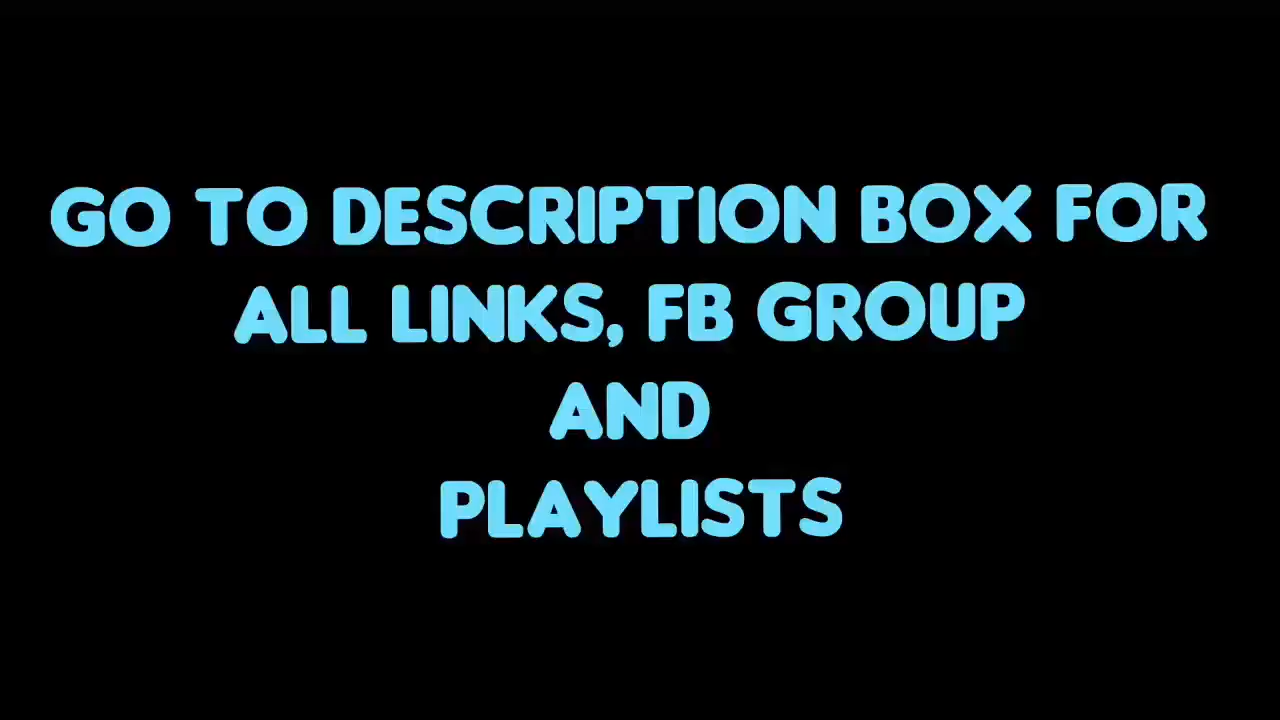 GO TO DESCRIPTION BOX FOR
ALL LINKS, FB GROUP
AND
PLAYLISTS